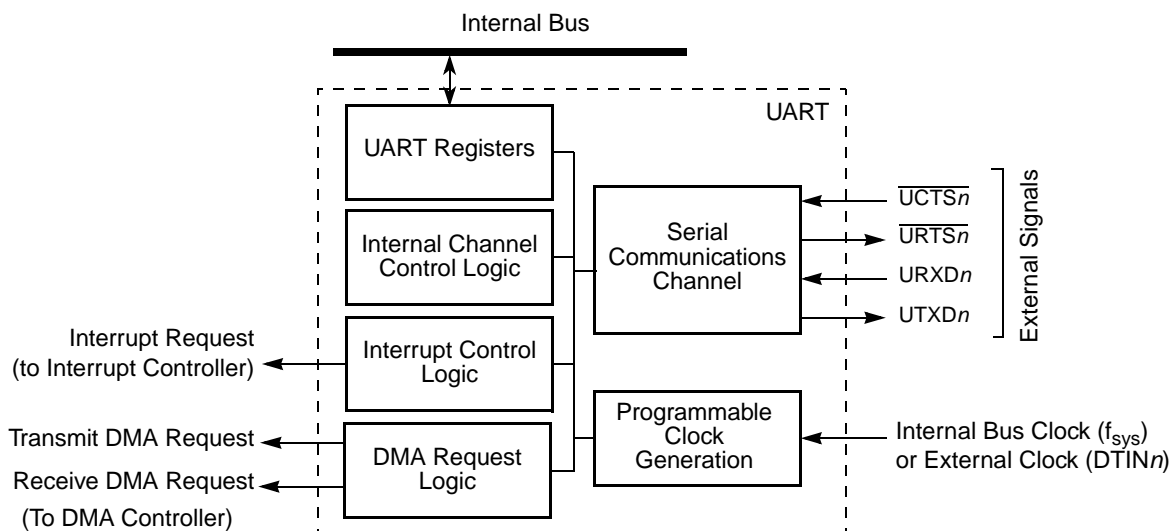 Internal Bus
UART
UART Registers
Internal Channel
Control Logic
Interrupt Control
Logic
DMA Request
Logic
Serial
Communications
Channel
Programmable
Clock
Generation
UCTSn
URTSn
URXDn
UTXDn
External Signals
Interrupt Request
(to Interrupt Controller)
Transmit DMA Request
Receive DMA Request
(To DMA Controller)
Internal Bus Clock (fsys)
or External Clock (DTINn)